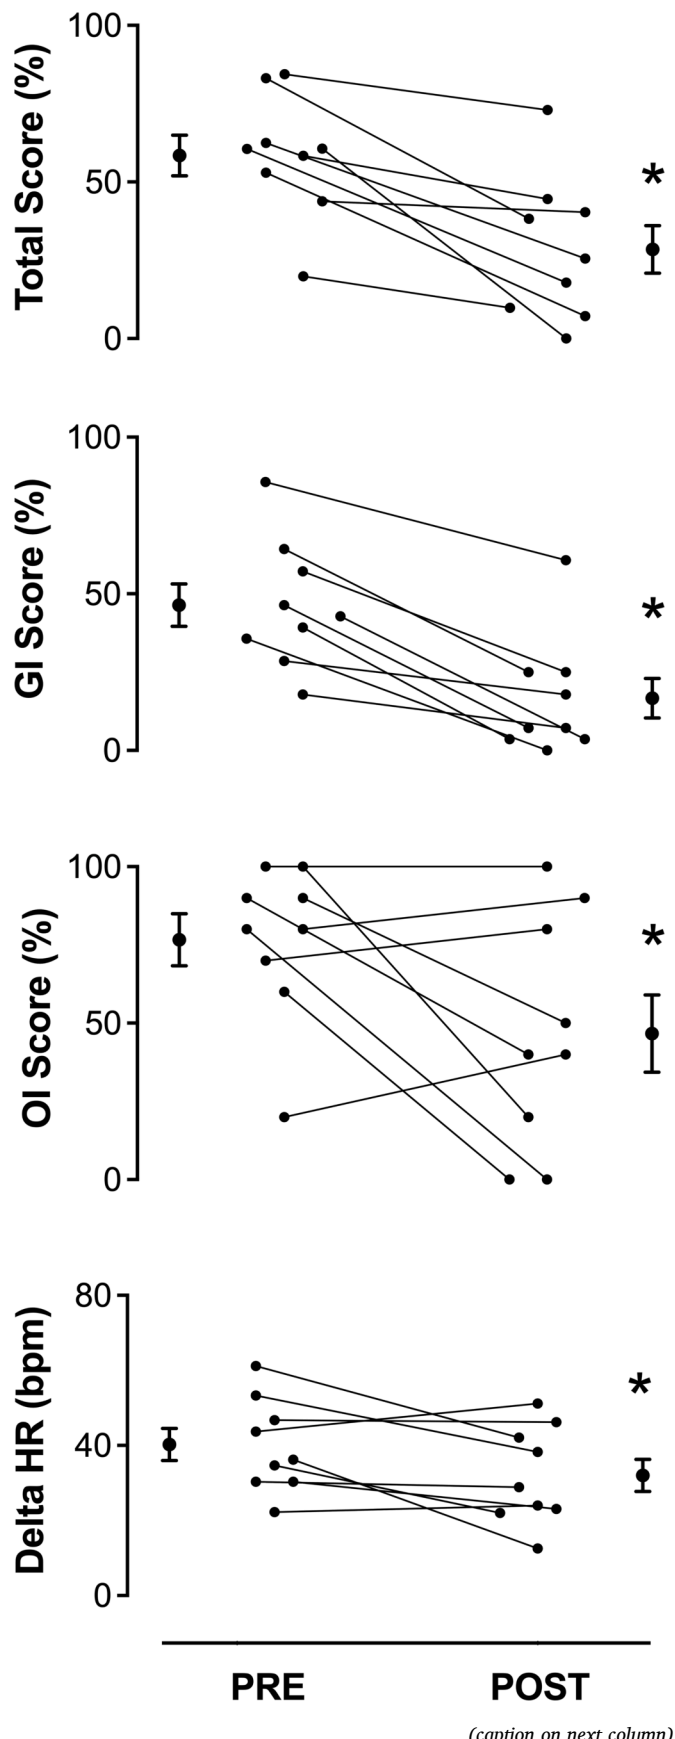 100
Total Score (%)
50
*
0
100
GI Score (%)
50
*
0
100
OI Score (%)
50
*
0
80
Delta HR (bpm)
40
*
0
PRE POST
(caption on next column)